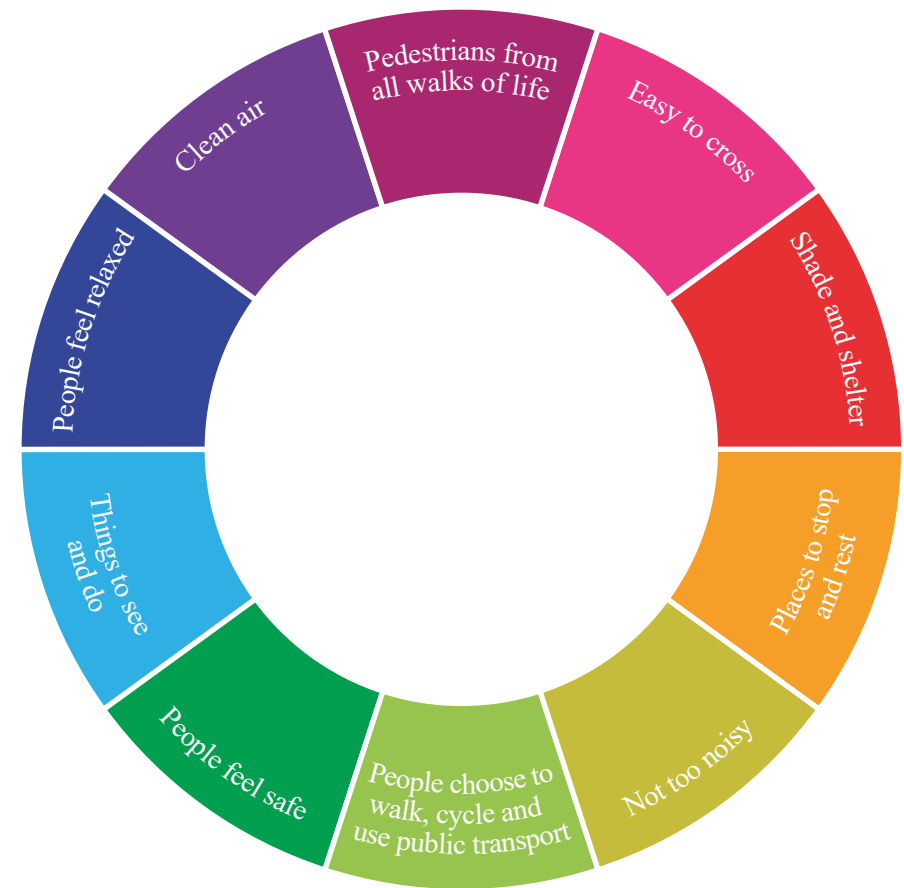 Pedestrians from
all walks of life
Easy to cross
Shade and shelter
Places to stop
and rest
Not too noisy
People choose to
walk, cycle and
use public transport
People feel safe
Things to see
and do
People feel relaxed
Clean air